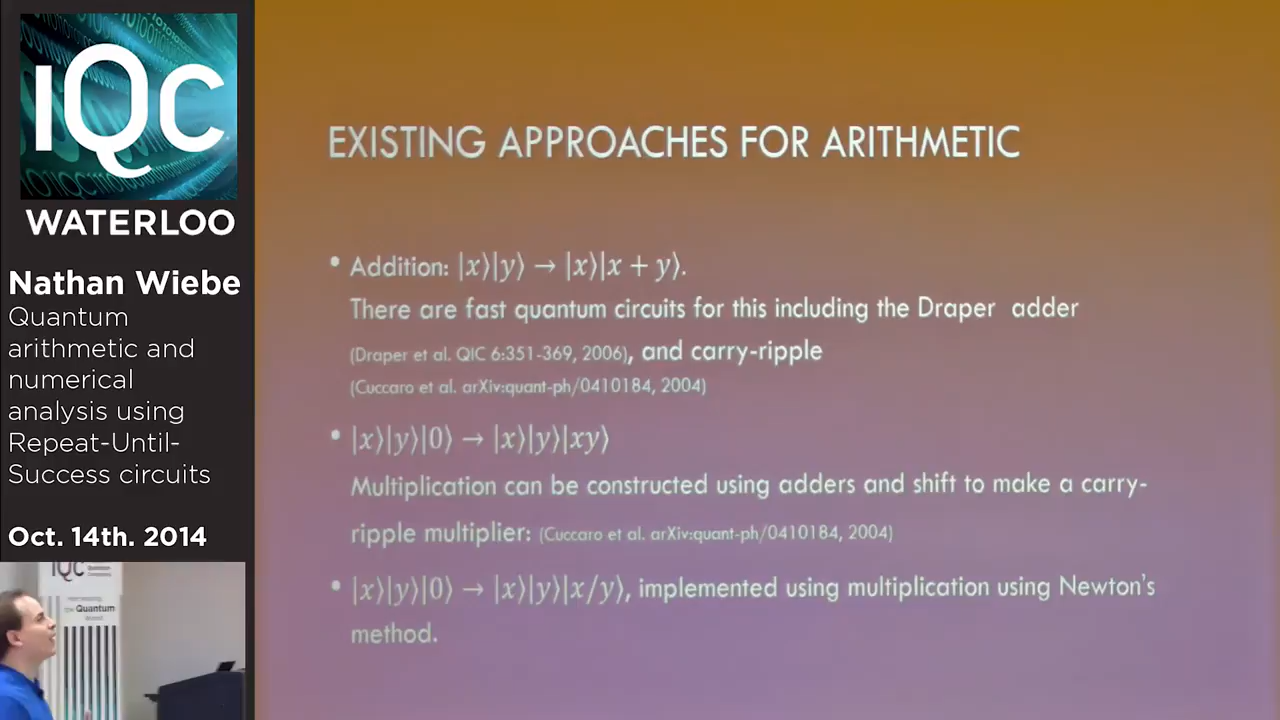 IQC
WATERLOO
Nathan Wiebe
Quantum
arithmetic and
numerical
analysis using
Repeat-Until-
Success circuits
Oct. 14th. 2014
IQC
the Quantum
EXISTING APPROACHES FOR ARITHMETIC
• Addition: |x⟩|y⟩ → |x⟩|x + y⟩.
There are fast quantum circuits for this including the Draper adder
(Draper et al. QIC 6:351-369, 2006), and carry-ripple
(Cuccaro et al. arXiv:quant-ph/0410184, 2004)
• |x⟩|y⟩|0⟩ → |x⟩|y⟩|xy⟩
Multiplication can be constructed using adders and shift to make a carry-
ripple multiplier: (Cuccaro et al. arXiv:quant-ph/0410184, 2004)
• |x⟩|y⟩|0⟩ → |x⟩|y⟩|x/y⟩, implemented using multiplication using Newton's
method.